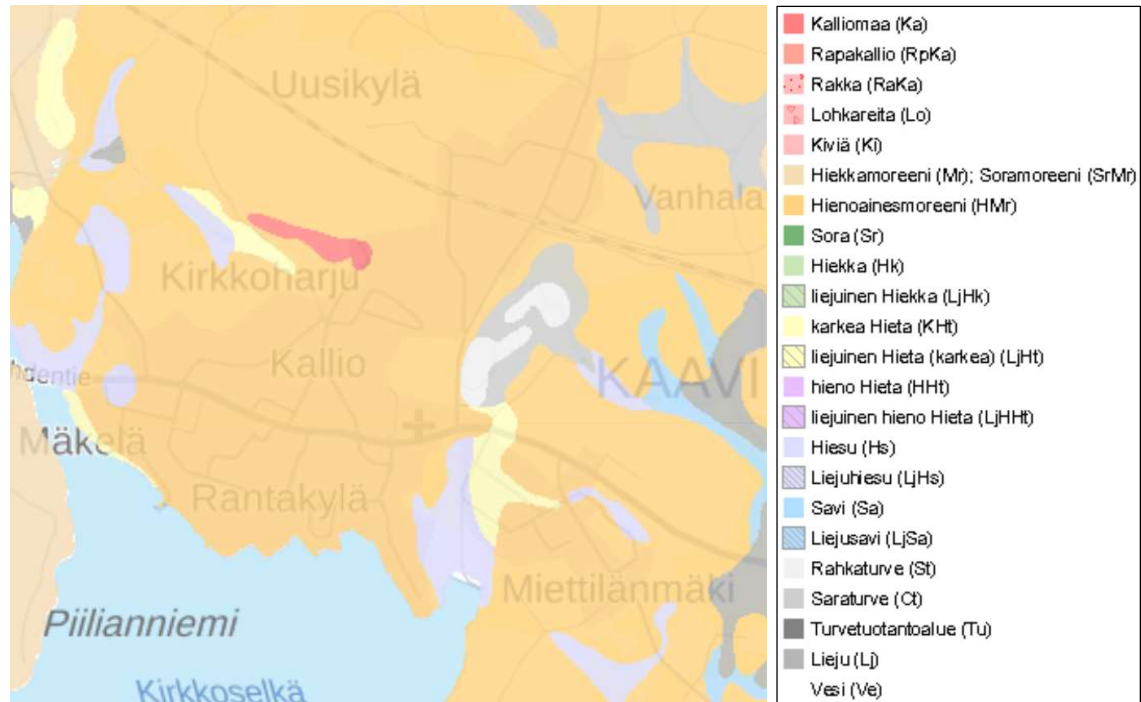 Uusikylä
Vanhala
Kirkkoharju
Kallio
KAAVI
hdentie
Mäkelä
Rantakylä
Miettilänmäki
Piilianniemi
Kirkkoselkä
Kalliomaa (Ka)
Rapakallio (RpKa)
Rakka (RaKa)
Lohkareita (Lo)
Kiviä (Ki)
Hiekkamoreeni (Mr); Soramoreeni (SrMr)
Hienoainesmoreeni (HMr)
Sora (Sr)
Hiekka (Hk)
liejuinen Hiekka (LjHk)
karkea Hieta (KHt)
liejuinen Hieta (karkea) (LjHt)
hieno Hieta (HHt)
liejuinen hieno Hieta (LjHHt)
Hiesu (Hs)
Liejuhiesu (LjHs)
Savi (Sa)
Liejusavi (LjSa)
Rahkaturve (St)
Saraturve (Ct)
Turvetuotantoalue (Tu)
Lieju (Lj)
Vesi (Ve)